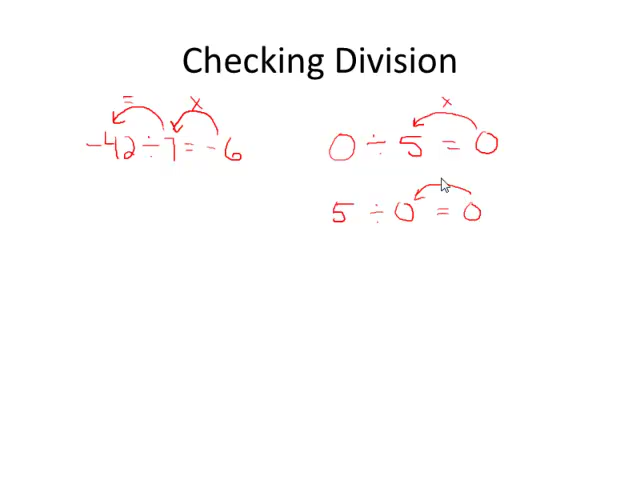 Checking Division
= x
-42 ÷ 7 = -6
x
0 ÷ 5 = 0
5 ÷ 0 = 0